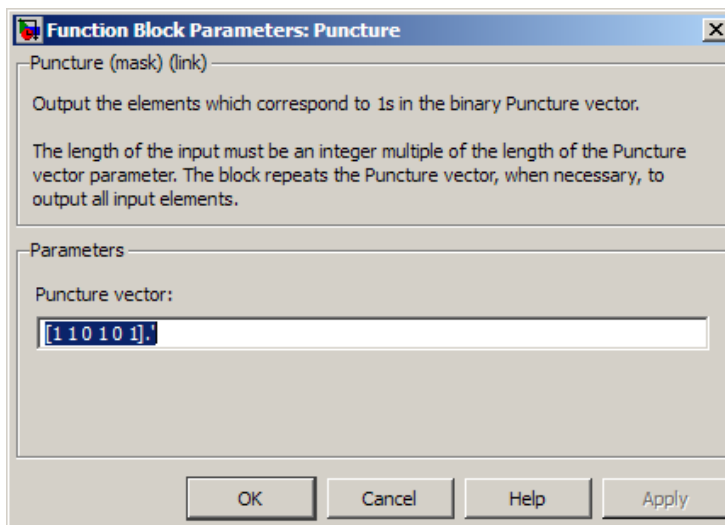 Function Block Parameters: Puncture
Puncture (mask) (link)
Output the elements which correspond to 1s in the binary Puncture vector.
The length of the input must be an integer multiple of the length of the Puncture
vector parameter. The block repeats the Puncture vector, when necessary, to
output all input elements.
Parameters
Puncture vector:
[1 1 0 1 0 1].'
OK Cancel Help Apply